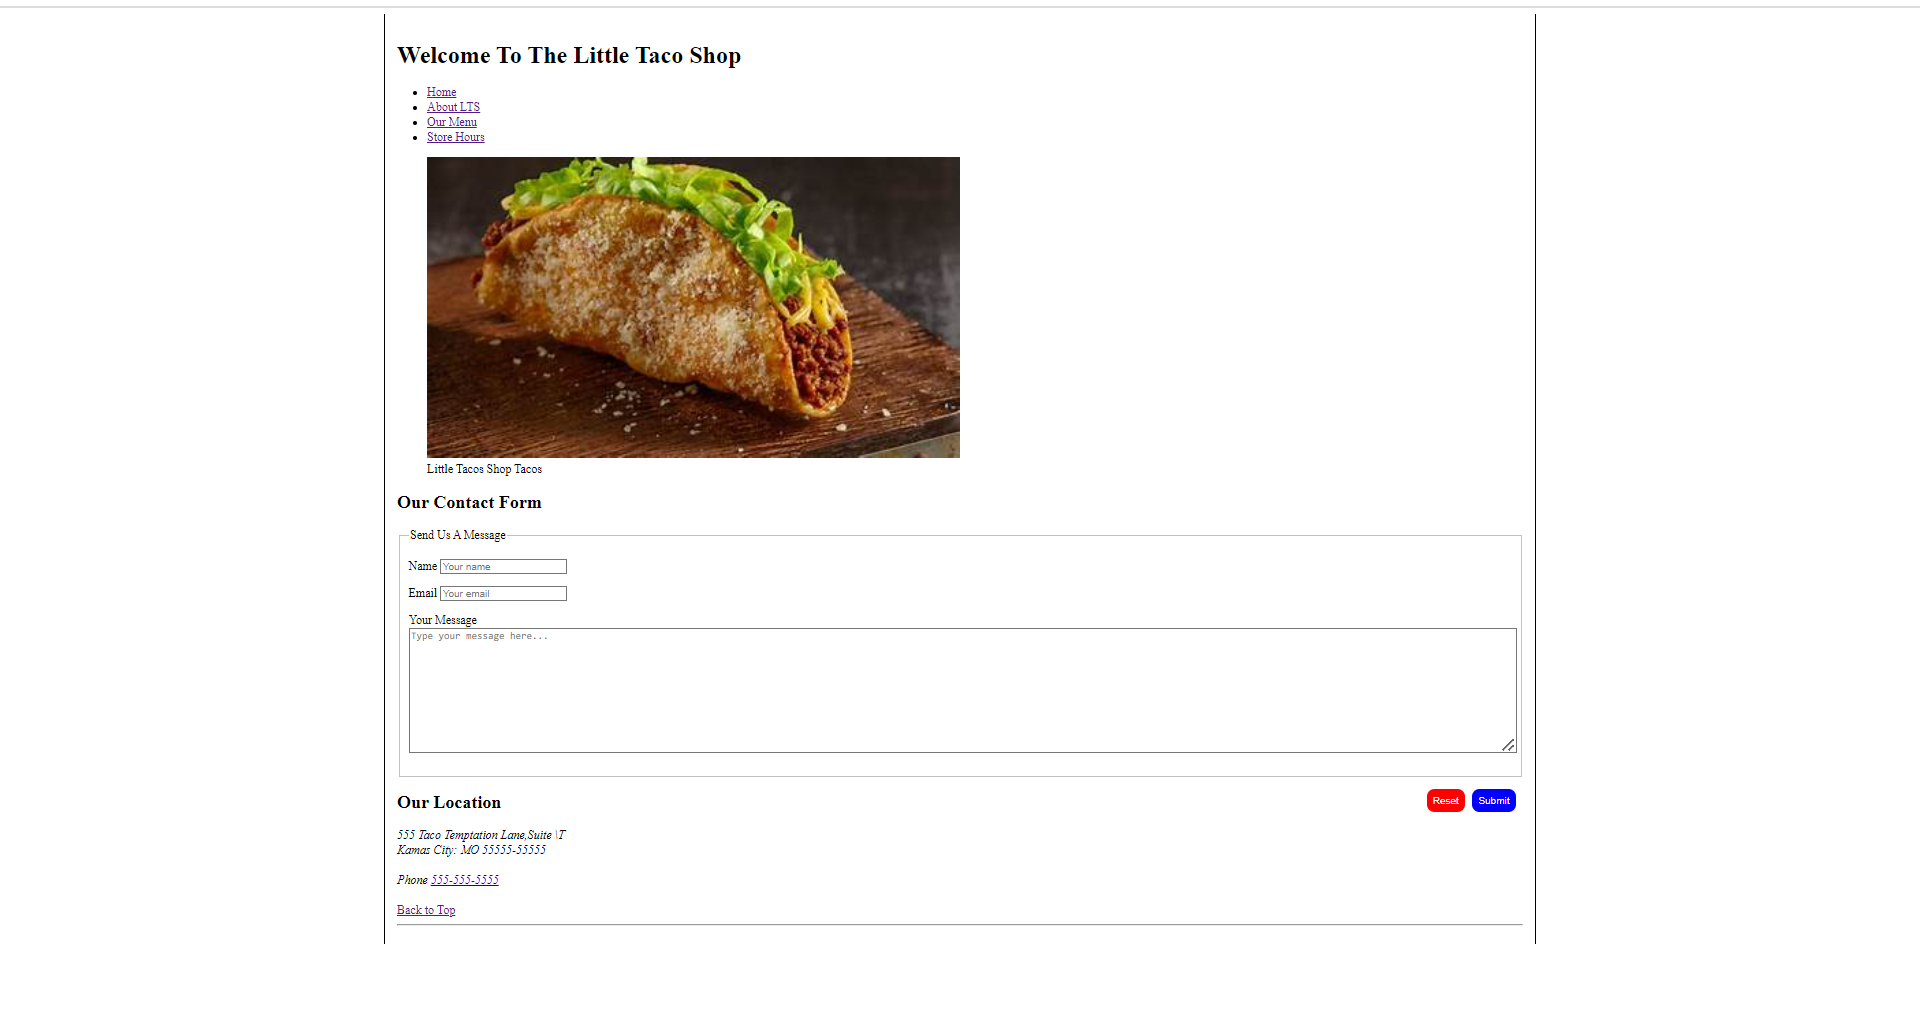 Welcome To The Little Taco Shop
Home
About LTS
Our Menu
Store Hours
Little Tacos Shop Tacos
Our Contact Form
Send Us A Message
Name Your name
Email Your email
Your Message
Type your message here...
Our Location
Reset Submit
555 Taco Temptation Lane,Suite \T
Kamas City: MO 55555-55555
Phone 555-555-5555
Back to Top